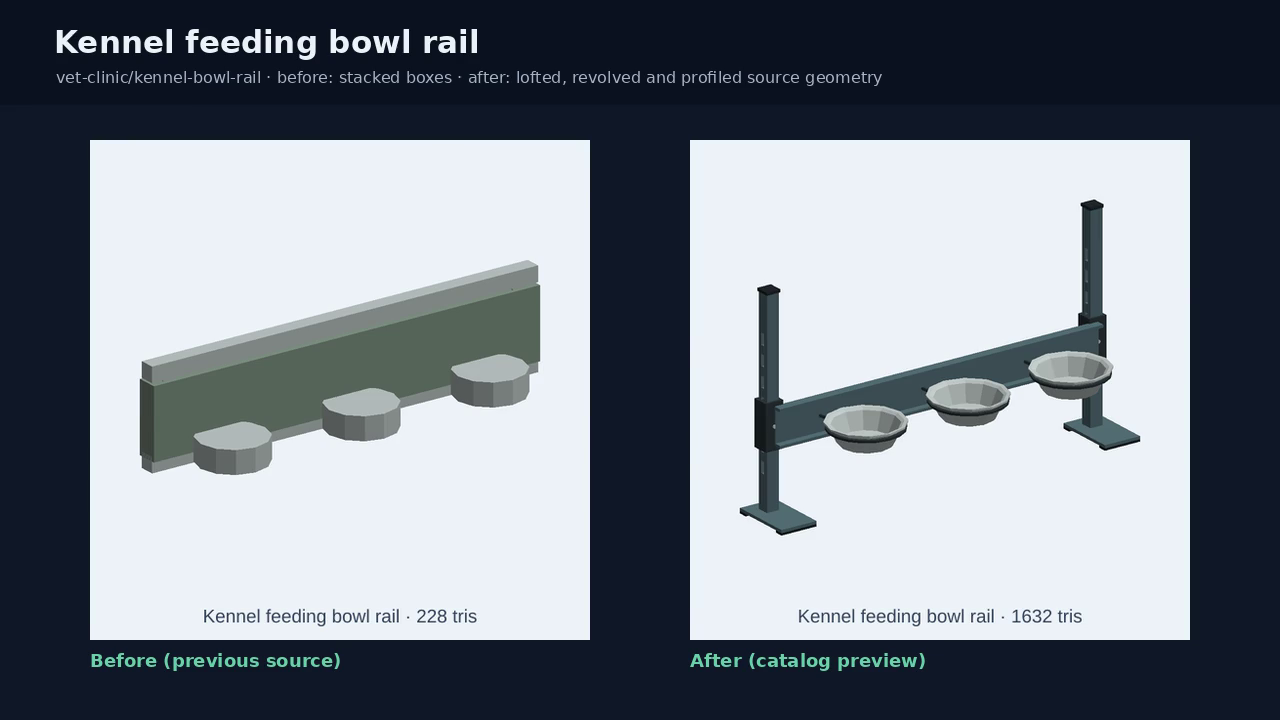 Kennel feeding bowl rail
vet-clinic/kennel-bowl-rail · before: stacked boxes · after: lofted, revolved and profiled source geometry
Kennel feeding bowl rail · 228 tris
Kennel feeding bowl rail · 1632 tris
Before (previous source)
After (catalog preview)